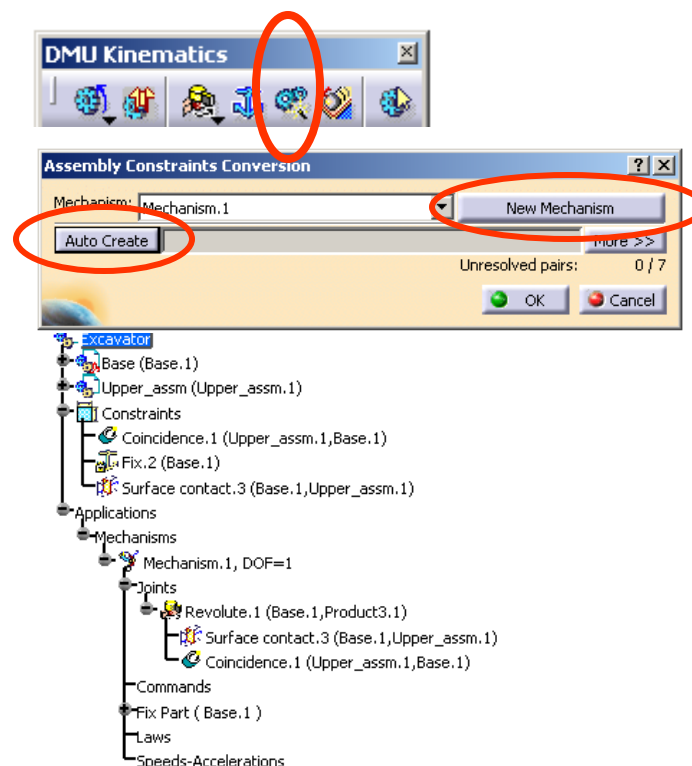 DMU Kinematics
Assembly Constraints Conversion
Mechanism: Mechanism.1 New Mechanism
Auto Create More >>
Unresolved pairs: 0 / 7
OK Cancel
Excavator
Base (Base.1)
Upper_assm (Upper_assm.1)
Constraints
Coincidence.1 (Upper_assm.1,Base.1)
Fix.2 (Base.1)
Surface contact.3 (Base.1,Upper_assm.1)
Applications
Mechanisms
Mechanism.1, DOF=1
Joints
Revolute.1 (Base.1,Product3.1)
Surface contact.3 (Base.1,Upper_assm.1)
Coincidence.1 (Upper_assm.1,Base.1)
Commands
Fix Part ( Base.1 )
Laws
Speeds-Accelerations